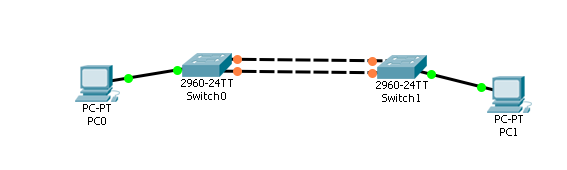 PC-PT
PC0
2960-24TT
Switch0
2960-24TT
Switch1
PC-PT
PC1